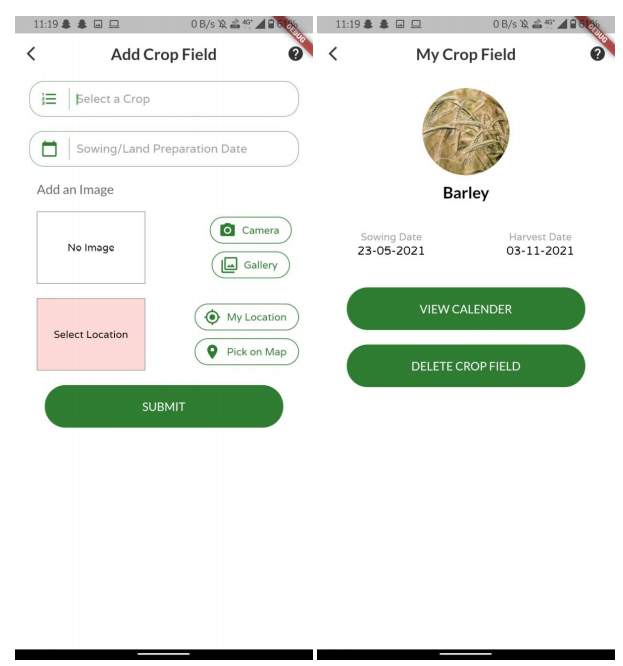 11:19 0 B/s 4G+ 61%
DEBUG
Add Crop Field
Select a Crop
Sowing/Land Preparation Date
Add an Image
No Image
Camera
Gallery
Select Location
My Location
Pick on Map
SUBMIT
11:19 0 B/s 4G+
DEBUG
My Crop Field
Barley
Sowing Date Harvest Date
23-05-2021 03-11-2021
VIEW CALENDER
DELETE CROP FIELD